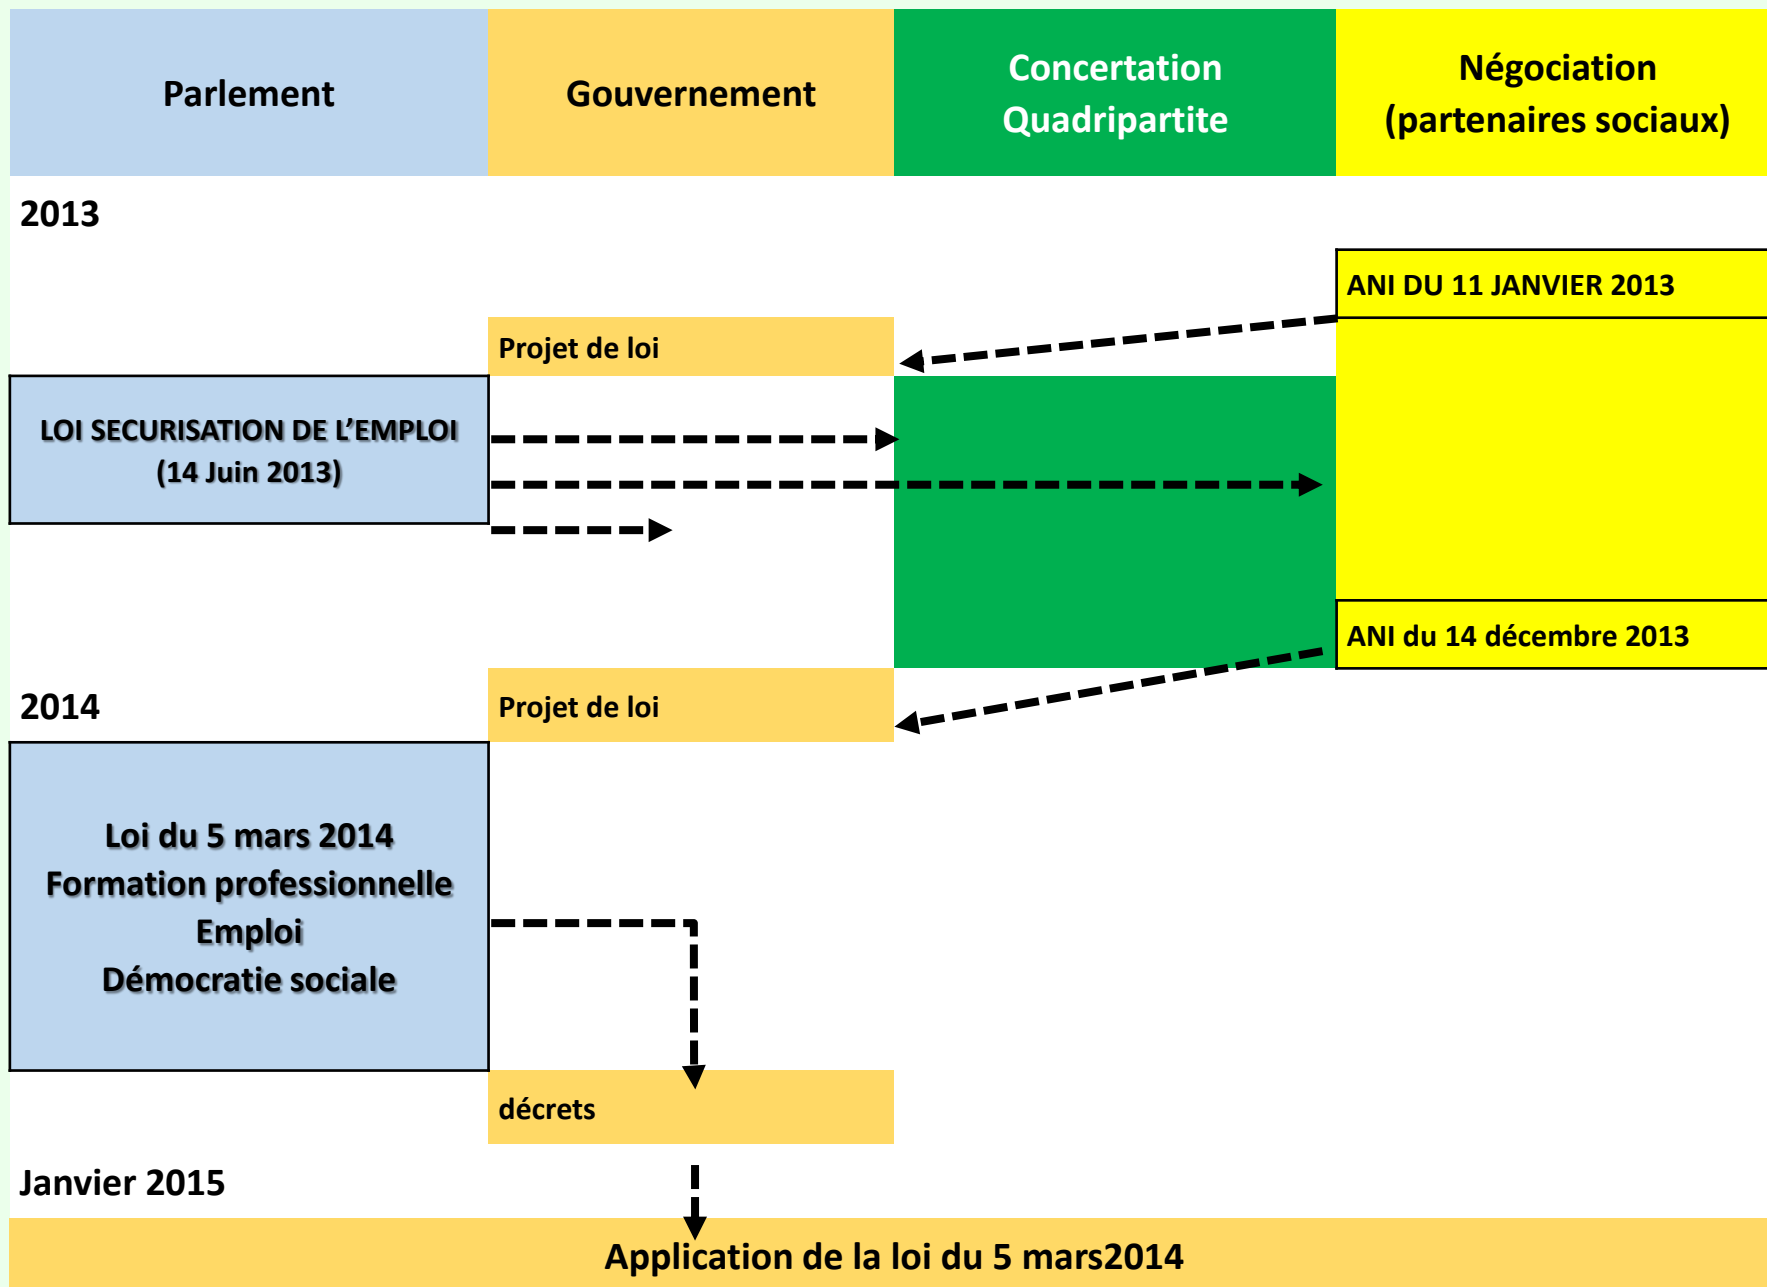 Parlement
Gouvernement
Concertation
Quadripartite
Négociation
(partenaires sociaux)
2013
ANI DU 11 JANVIER 2013
Projet de loi
LOI SECURISATION DE L’EMPLOI
(14 Juin 2013)
ANI du 14 décembre 2013
2014
Projet de loi
Loi du 5 mars 2014
Formation professionnelle
Emploi
Démocratie sociale
décrets
Janvier 2015
Application de la loi du 5 mars2014